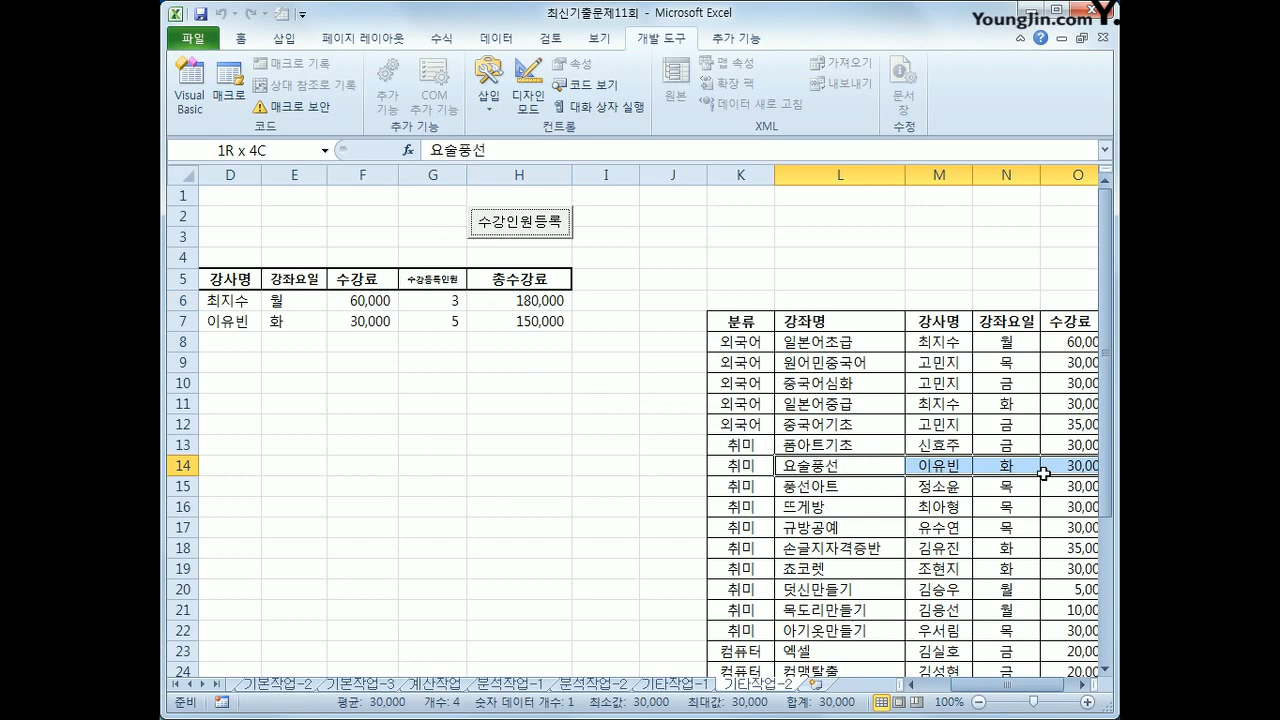 최신기출문제11회 - Microsoft Excel
YoungJin.com Y.
파일 홈 삽입 페이지 레이아웃 수식 데이터 검토 보기 개발 도구 추가 기능
Visual Basic
매크로
매크로 기록
상대 참조로 기록
매크로 보안
코드
추가 기능
COM 추가 기능
추가 기능
삽입
디자인 모드
속성
코드 보기
대화 상자 실행
컨트롤
원본
맵 속성
확장 팩
데이터 새로 고침
가져오기
내보내기
XML
문서 창
수정
1R x 4C fx 요술풍선
D E F G H I J K L M N O
1
2 수강인원등록
3
4
5 강사명 강좌요일 수강료 수강등록인원 총수강료
6 최지수 월 60,000 3 180,000
7 이유빈 화 30,000 5 150,000 분류 강좌명 강사명 강좌요일 수강료
8 외국어 일본어초급 최지수 월 60,00
9 외국어 원어민중국어 고민지 목 30,00
10 외국어 중국어심화 고민지 금 30,00
11 외국어 일본어중급 최지수 화 30,00
12 외국어 중국어기초 고민지 금 35,00
13 취미 폼아트기초 신효주 금 30,00
14 취미 요술풍선 이유빈 화 30,00
15 취미 풍선아트 정소윤 목 30,00
16 취미 뜨게방 최아형 목 30,00
17 취미 규방공예 유수연 목 30,00
18 취미 손글지자격증반 김유진 화 35,00
19 취미 쵸코렛 조현지 화 30,00
20 취미 덧신만들기 김승우 월 5,00
21 취미 목도리만들기 김응선 월 10,00
22 취미 아기옷만들기 우서림 목 30,00
23 컴퓨터 엑셀 김실호 금 20,00
24 컴퓨터 컴맹탈출 김성현 금 20,00
기본작업-2 기본작업-3 계산작업 분석작업-1 분석작업-2 기타작업-1 기타작업-2
준비 평균: 30,000 개수: 4 숫자 데이터 개수: 1 최소값: 30,000 최대값: 30,000 합계: 30,000 100%